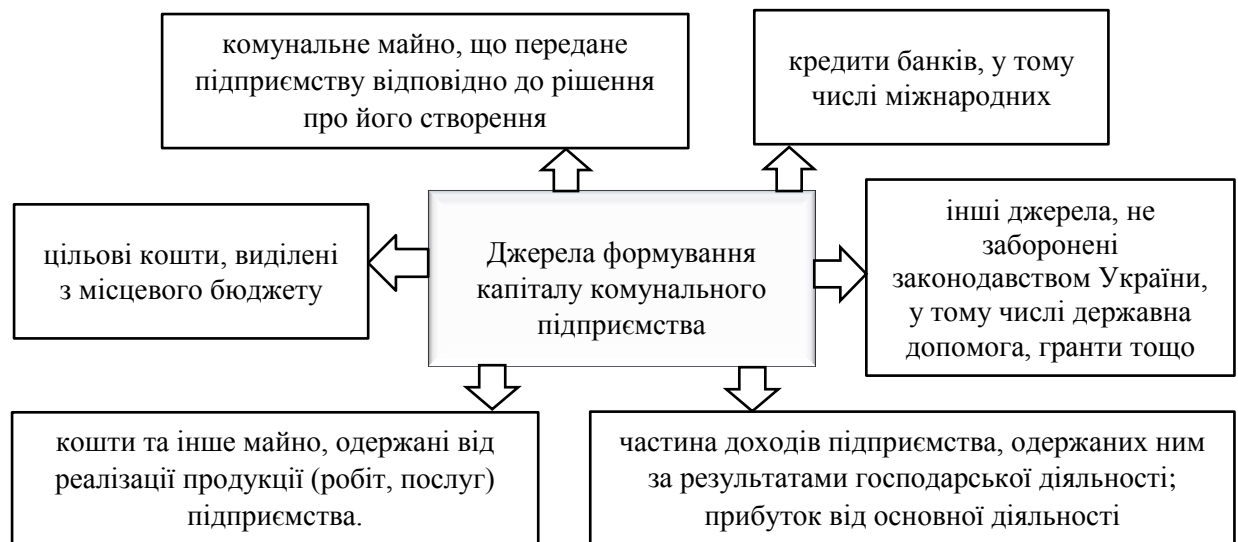 комунальне майно, що передане
підприємству відповідно до рішення
про його створення
кредити банків, у тому
числі міжнародних
цільові кошти, виділені
з місцевого бюджету
Джерела формування
капіталу комунального
підприємства
інші джерела, не
заборонені
законодавством України,
у тому числі державна
допомога, гранти тощо
кошти та інше майно, одержані від
реалізації продукції (робіт, послуг)
підприємства.
частина доходів підприємства, одержаних ним
за результатами господарської діяльності;
прибуток від основної діяльності